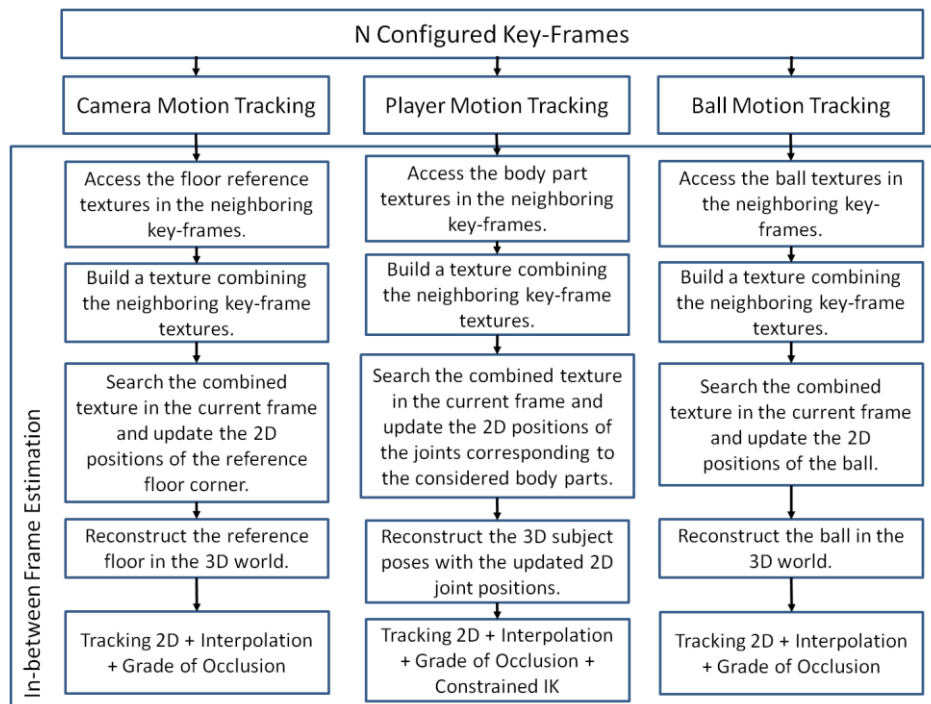 N Configured Key-Frames
Camera Motion Tracking
Player Motion Tracking
Ball Motion Tracking
In-between Frame Estimation
Access the floor reference
textures in the neighboring
key-frames.
Build a texture combining
the neighboring key-frame
textures.
Search the combined
texture in the current frame
and update the 2D
positions of the reference
floor corner.
Reconstruct the reference
floor in the 3D world.
Tracking 2D + Interpolation
+ Grade of Occlusion
Access the body part
textures in the neighboring
key-frames.
Build a texture combining
the neighboring key-frame
textures.
Search the combined texture
in the current frame and
update the 2D positions of
the joints corresponding to
the considered body parts.
Reconstruct the 3D subject
poses with the updated 2D
joint positions.
Tracking 2D + Interpolation
+ Grade of Occlusion +
Constrained IK
Access the ball textures in
the neighboring key-
frames.
Build a texture combining
the neighboring key-frame
textures.
Search the combined
texture in the current frame
and update the 2D
positions of the ball.
Reconstruct the ball in the
3D world.
Tracking 2D + Interpolation
+ Grade of Occlusion